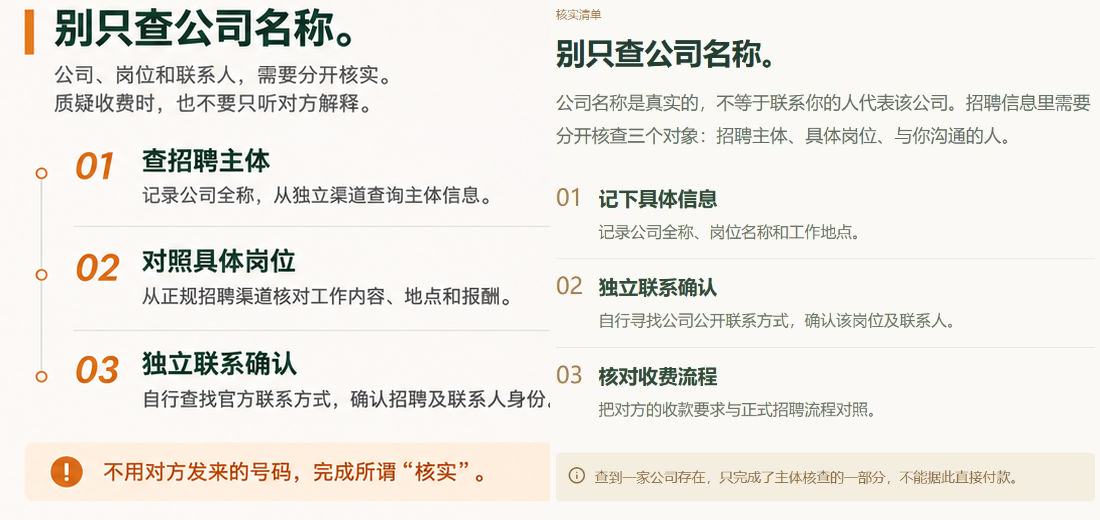 别只查公司名称。
公司、岗位和联系人，需要分开核实。
质疑收费时，也不要只听对方解释。
01
查招聘主体
记录公司全称，从独立渠道查询主体信息。
02
对照具体岗位
从正规招聘渠道核对工作内容、地点和报酬。
03
独立联系确认
自行查找官方联系方式，确认招聘及联系人身份。
不用对方发来的号码，完成所谓“核实”。
核实清单
别只查公司名称。
公司名称是真实的，不等于联系你的人代表该公司。招聘信息里需要
分开核查三个对象：招聘主体、具体岗位、与你沟通的人。
01
记下具体信息
记录公司全称、岗位名称和工作地点。
02
独立联系确认
自行寻找公司公开联系方式，确认该岗位及联系人。
03
核对收费流程
把对方的收款要求与正式招聘流程对照。
查到一家公司存在，只完成了主体核查的一部分，不能据此直接付款。